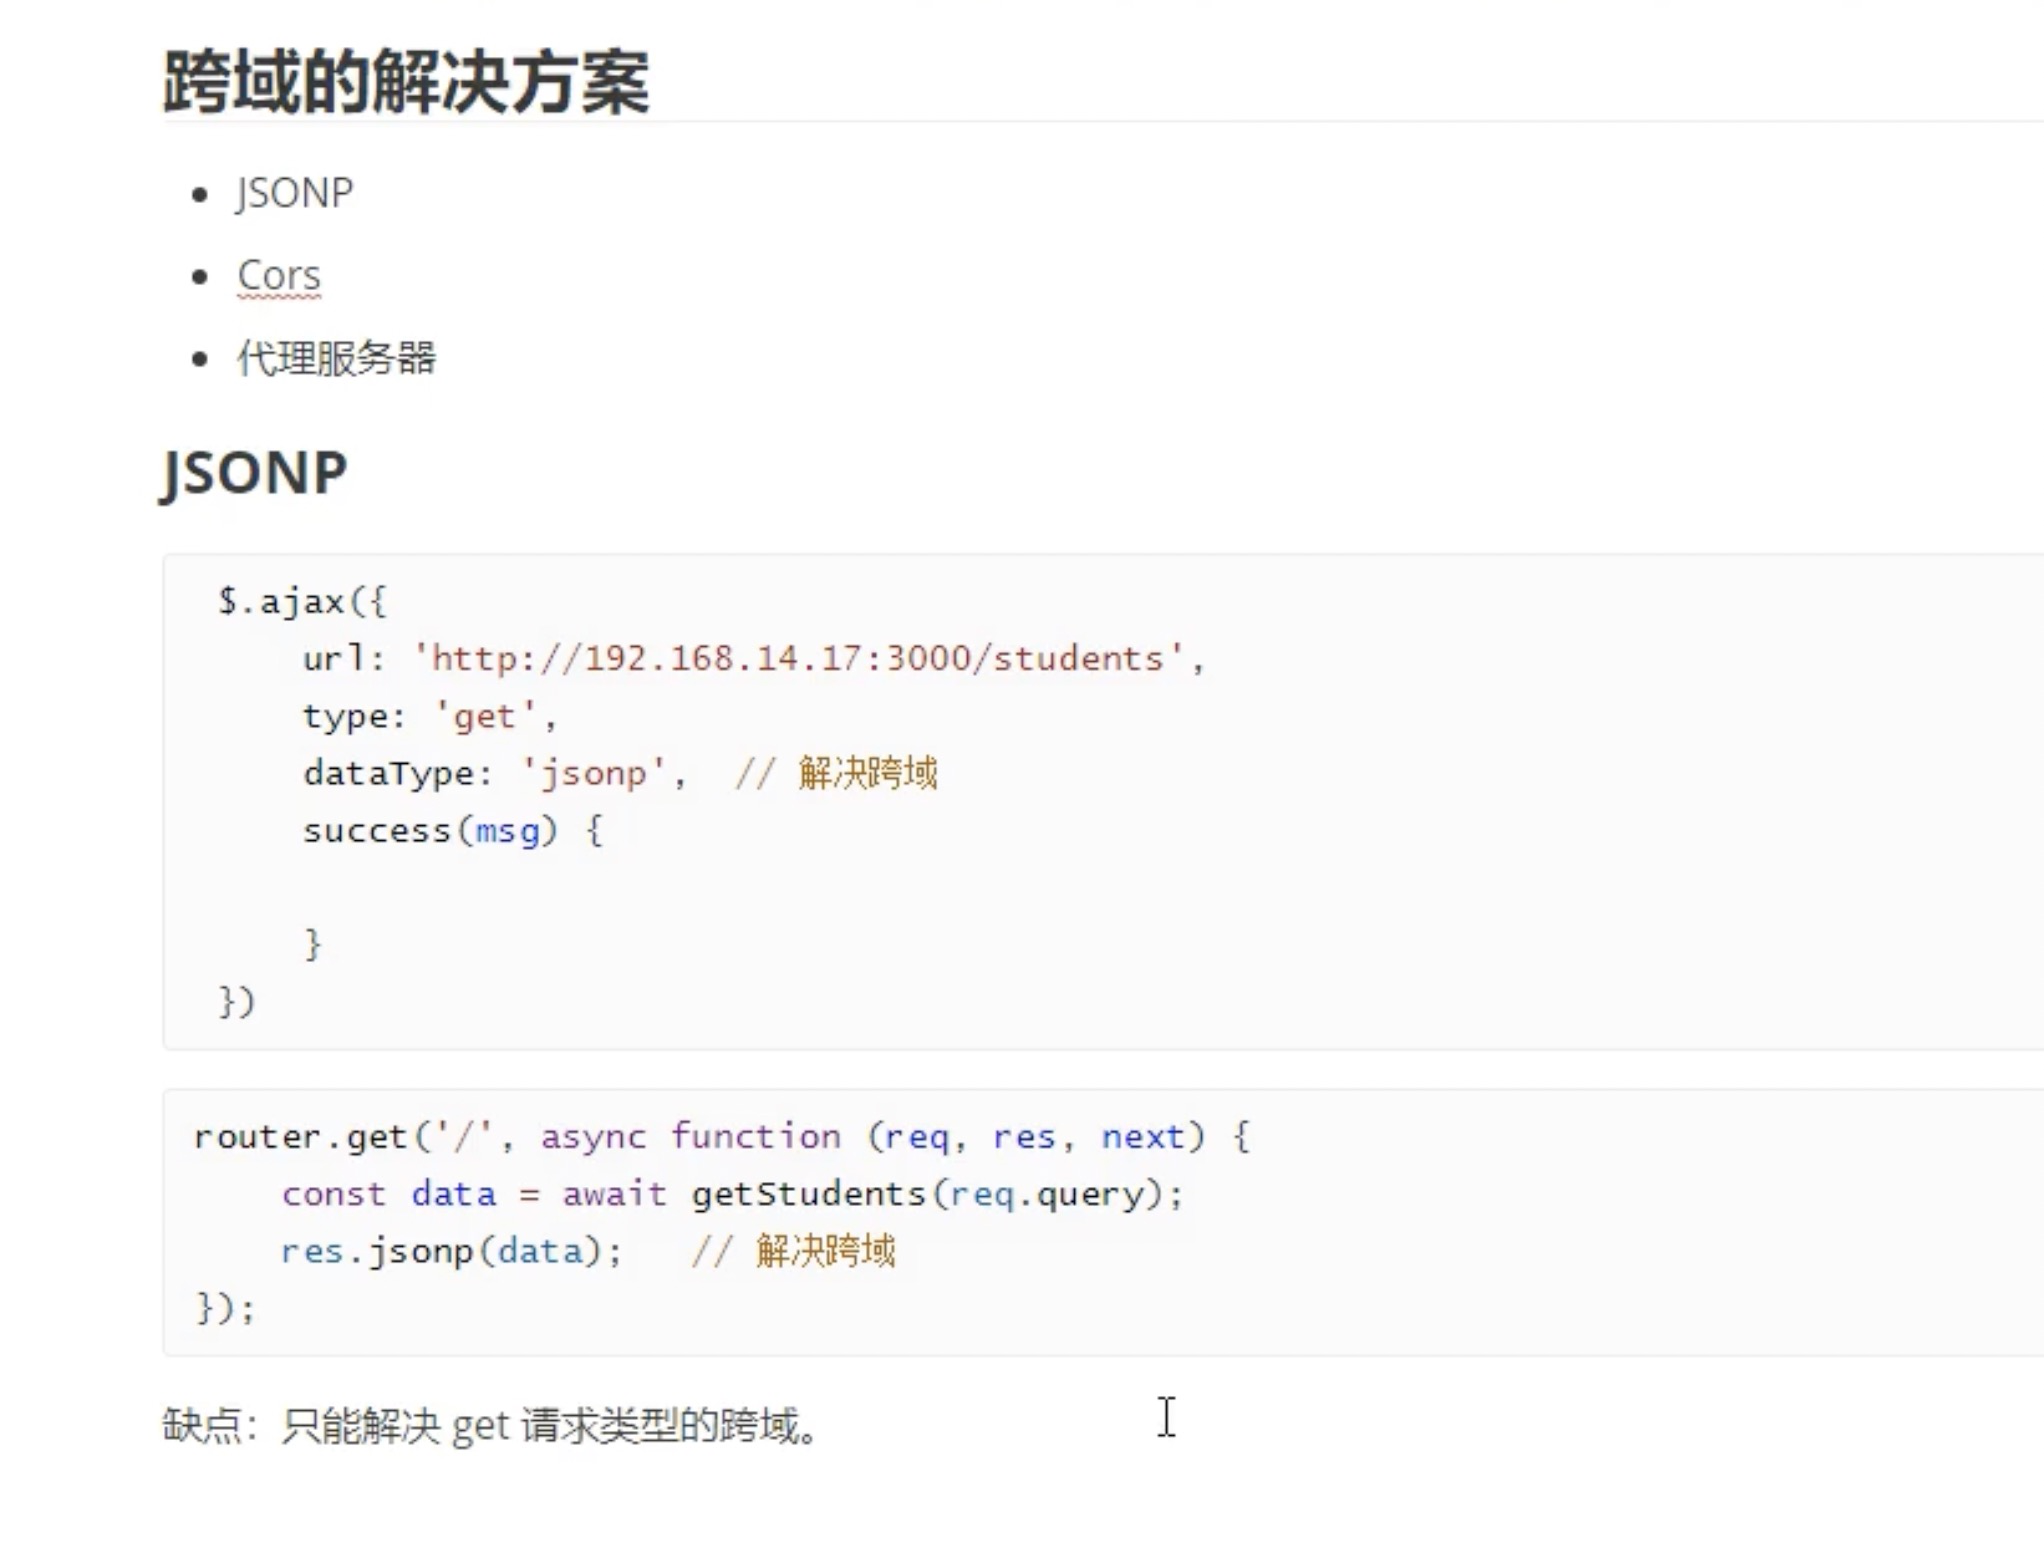 跨域的解决方案
JSONP
Cors
代理服务器
JSONP
$.ajax({
url: 'http://192.168.14.17:3000/students',
type: 'get',
dataType: 'jsonp',  // 解决跨域
success(msg) {
}
})
router.get('/', async function (req, res, next) {
const data = await getStudents(req.query);
res.jsonp(data);   // 解决跨域
});
缺点：只能解决 get 请求类型的跨域。